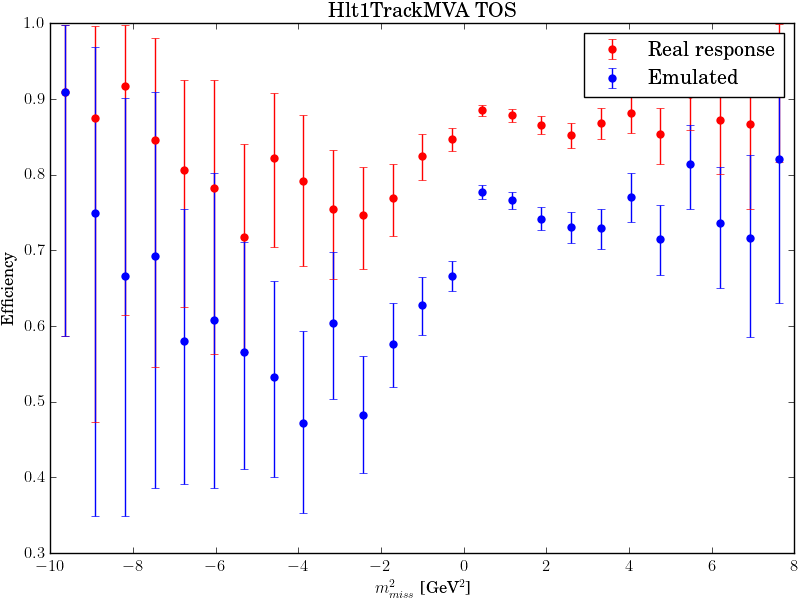 Hlt1TrackMVA TOS
Real response
Emulated
Efficiency
1.0
0.9
0.8
0.7
0.6
0.5
0.4
0.3
−10 −8 −6 −4 −2 0 2 4 6 8
m²ₘᵢₛₛ [GeV²]